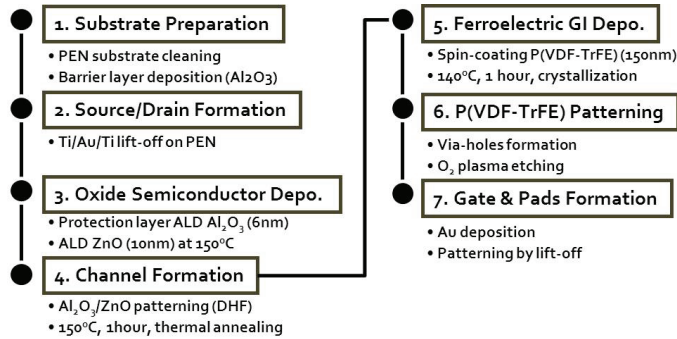 1. Substrate Preparation
• PEN substrate cleaning
• Barrier layer deposition (Al2O3)
2. Source/Drain Formation
• Ti/Au/Ti lift-off on PEN
3. Oxide Semiconductor Depo.
• Protection layer ALD Al₂O₃ (6nm)
• ALD ZnO (10nm) at 150⁰C
4. Channel Formation
• Al₂O₃/ZnO patterning (DHF)
• 150⁰C, 1hour, thermal annealing
5. Ferroelectric GI Depo.
• Spin-coating P(VDF-TrFE) (150nm)
• 140⁰C, 1 hour, crystallization
6. P(VDF-TrFE) Patterning
• Via-holes formation
• O₂ plasma etching
7. Gate & Pads Formation
• Au deposition
• Patterning by lift-off